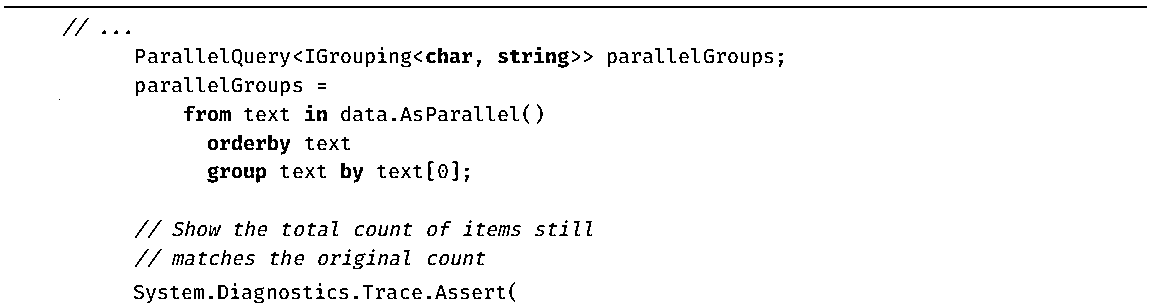 // ...
ParallelQuery<IGrouping<char, string>> parallelGroups;
parallelGroups =
from text in data.AsParallel()
orderby text
group text by text[0];
// Show the total count of items still
// matches the original count
System.Diagnostics.Trace.Assert(